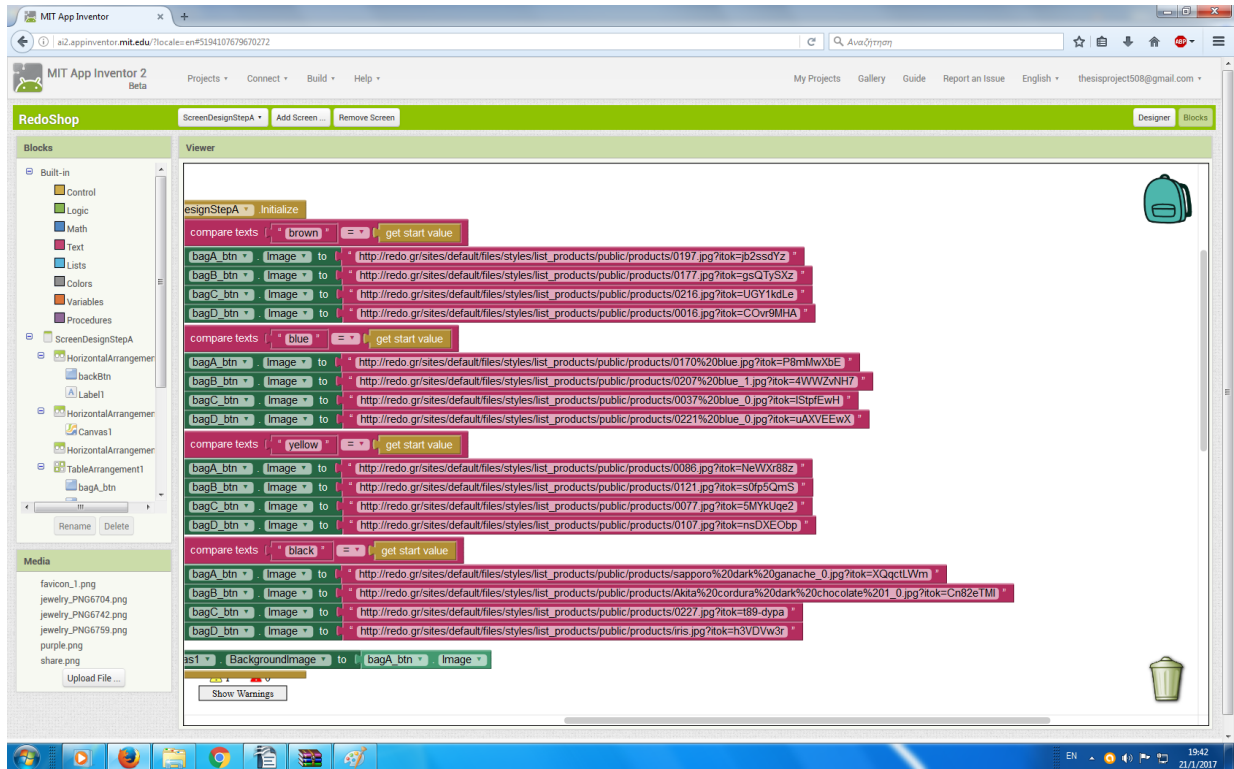 MIT App Inventor
ai2.appinventor.mit.edu/?locale=en#5194107679670272
Αναζήτηση
ABP
MIT App Inventor 2
Beta
Projects Connect Build Help
My Projects Gallery Guide Report an Issue English thesisproject508@gmail.com
RedoShop
ScreenDesignStepA Add Screen ... Remove Screen
Designer Blocks
Blocks
Viewer
Built-in
Control
Logic
Math
Text
Lists
Colors
Variables
Procedures
ScreenDesignStepA
HorizontalArrangemer
backBtn
Label1
HorizontalArrangemer
Canvas1
HorizontalArrangemer
TableArrangement1
bagA_btn
Rename Delete
Media
favicon_1.png
jewelry_PNG6704.png
jewelry_PNG6742.png
jewelry_PNG6759.png
purple.png
share.png
Upload File ...
esignStepA . Initialize
compare texts " brown " = get start value
bagA_btn . Image to " http://redo.gr/sites/default/files/styles/list_products/public/products/0197.jpg?itok=jb2ssdYz "
bagB_btn . Image to " http://redo.gr/sites/default/files/styles/list_products/public/products/0177.jpg?itok=gsQTySXz "
bagC_btn . Image to " http://redo.gr/sites/default/files/styles/list_products/public/products/0216.jpg?itok=UGY1kdLe "
bagD_btn . Image to " http://redo.gr/sites/default/files/styles/list_products/public/products/0016.jpg?itok=COvr9MHA "
compare texts " blue " = get start value
bagA_btn . Image to " http://redo.gr/sites/default/files/styles/list_products/public/products/0170%20blue.jpg?itok=P8mMwXbE "
bagB_btn . Image to " http://redo.gr/sites/default/files/styles/list_products/public/products/0207%20blue_1.jpg?itok=4WWZvNH7 "
bagC_btn . Image to " http://redo.gr/sites/default/files/styles/list_products/public/products/0037%20blue_0.jpg?itok=lStpfEwH "
bagD_btn . Image to " http://redo.gr/sites/default/files/styles/list_products/public/products/0221%20blue_0.jpg?itok=uAXVEEwX "
compare texts " yellow " = get start value
bagA_btn . Image to " http://redo.gr/sites/default/files/styles/list_products/public/products/0086.jpg?itok=NeWXr88z "
bagB_btn . Image to " http://redo.gr/sites/default/files/styles/list_products/public/products/0121.jpg?itok=s0fp5QmS "
bagC_btn . Image to " http://redo.gr/sites/default/files/styles/list_products/public/products/0077.jpg?itok=5MYkUqe2 "
bagD_btn . Image to " http://redo.gr/sites/default/files/styles/list_products/public/products/0107.jpg?itok=nsDXEObp "
compare texts " black " = get start value
bagA_btn . Image to " http://redo.gr/sites/default/files/styles/list_products/public/products/sapporo%20dark%20ganache_0.jpg?itok=XQqctLWm "
bagB_btn . Image to " http://redo.gr/sites/default/files/styles/list_products/public/products/Akita%20cordura%20dark%20chocolate%201_0.jpg?itok=Cn82eTMl "
bagC_btn . Image to " http://redo.gr/sites/default/files/styles/list_products/public/products/0227.jpg?itok=t89-dypa "
bagD_btn . Image to " http://redo.gr/sites/default/files/styles/list_products/public/products/iris.jpg?itok=h3VDVw3r "
as1 . BackgroundImage to bagA_btn . Image
Show Warnings
EN
19:42
21/1/2017